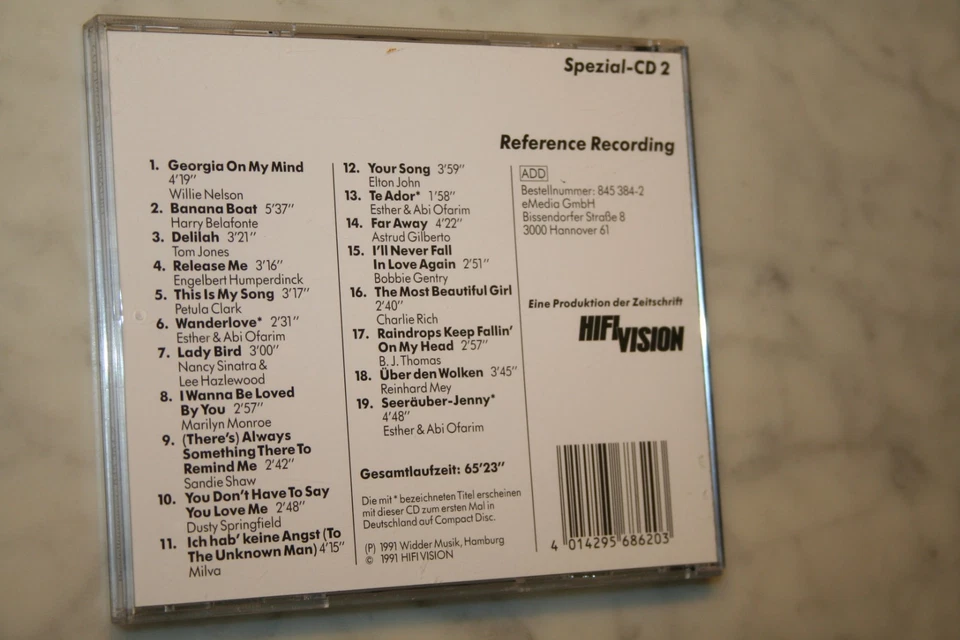 Spezial-CD 2
Reference Recording
1. Georgia On My Mind
4'19"
Willie Nelson
2. Banana Boat 5'37"
Harry Belafonte
3. Delilah 3'21"
Tom Jones
4. Release Me 3'16"
Engelbert Humperdinck
5. This Is My Song 3'17"
Petula Clark
6. Wanderlove* 2'31"
Esther & Abi Ofarim
7. Lady Bird 3'00"
Nancy Sinatra &
Lee Hazlewood
8. I Wanna Be Loved
By You 2'57"
Marilyn Monroe
9. (There's) Always
Something There To
Remind Me 2'42"
Sandie Shaw
10. You Don't Have To Say
You Love Me 2'48"
Dusty Springfield
11. Ich hab' keine Angst (To
The Unknown Man) 4'15"
Milva
12. Your Song 3'59"
Elton John
13. Te Ador* 1'58"
Esther & Abi Ofarim
14. Far Away 4'22"
Astrud Gilberto
15. I'll Never Fall
In Love Again 2'51"
Bobbie Gentry
16. The Most Beautiful Girl
2'40"
Charlie Rich
17. Raindrops Keep Fallin'
On My Head 2'57"
B. J. Thomas
18. Über den Wolken 3'45"
Reinhard Mey
19. Seeräuber-Jenny*
4'48"
Esther & Abi Ofarim
Gesamtlaufzeit: 65'23"
Die mit * bezeichneten Titel erscheinen
mit dieser CD zum ersten Mal in
Deutschland auf Compact Disc.
(P) 1991 Widder Musik, Hamburg
© 1991 HIFI VISION
ADD
Bestellnummer: 845 384-2
eMedia GmbH
Bissendorfer Straße 8
3000 Hannover 61
Eine Produktion der Zeitschrift
HIFI
VISION
4 014295 686203